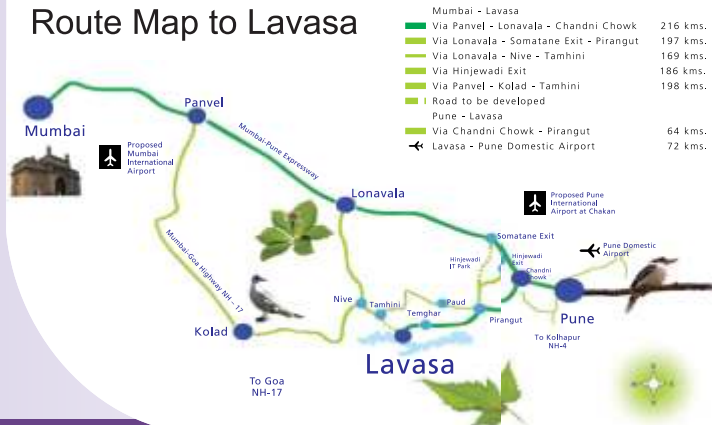 Route Map to Lavasa
Mumbai - Lavasa
Via Panvel - Lonavala - Chandni Chowk 216 kms.
Via Lonavala - Somatane Exit - Pirangut 197 kms.
Via Lonavala - Nive - Tamhini 169 kms.
Via Hinjewadi Exit 186 kms.
Via Panvel - Kolad - Tamhini 198 kms.
Road to be developed
Pune - Lavasa
Via Chandni Chowk - Pirangut 64 kms.
Lavasa - Pune Domestic Airport 72 kms.
Mumbai
Panvel
Proposed
Mumbai
International
Airport
Mumbai-Pune Expressway
Lonavala
Proposed Pune
International
Airport at Chakan
Somatane Exit
Hinjewadi
IT Park
Hinjewadi
Exit
Chandni
Chowk
Pune Domestic
Airport
Mumbai-Goa Highway NH - 17
Nive
Tamhini
Paud
Temghar
Pirangut
Pune
Kolad
Lavasa
To Kolhapur
NH-4
To Goa
NH-17